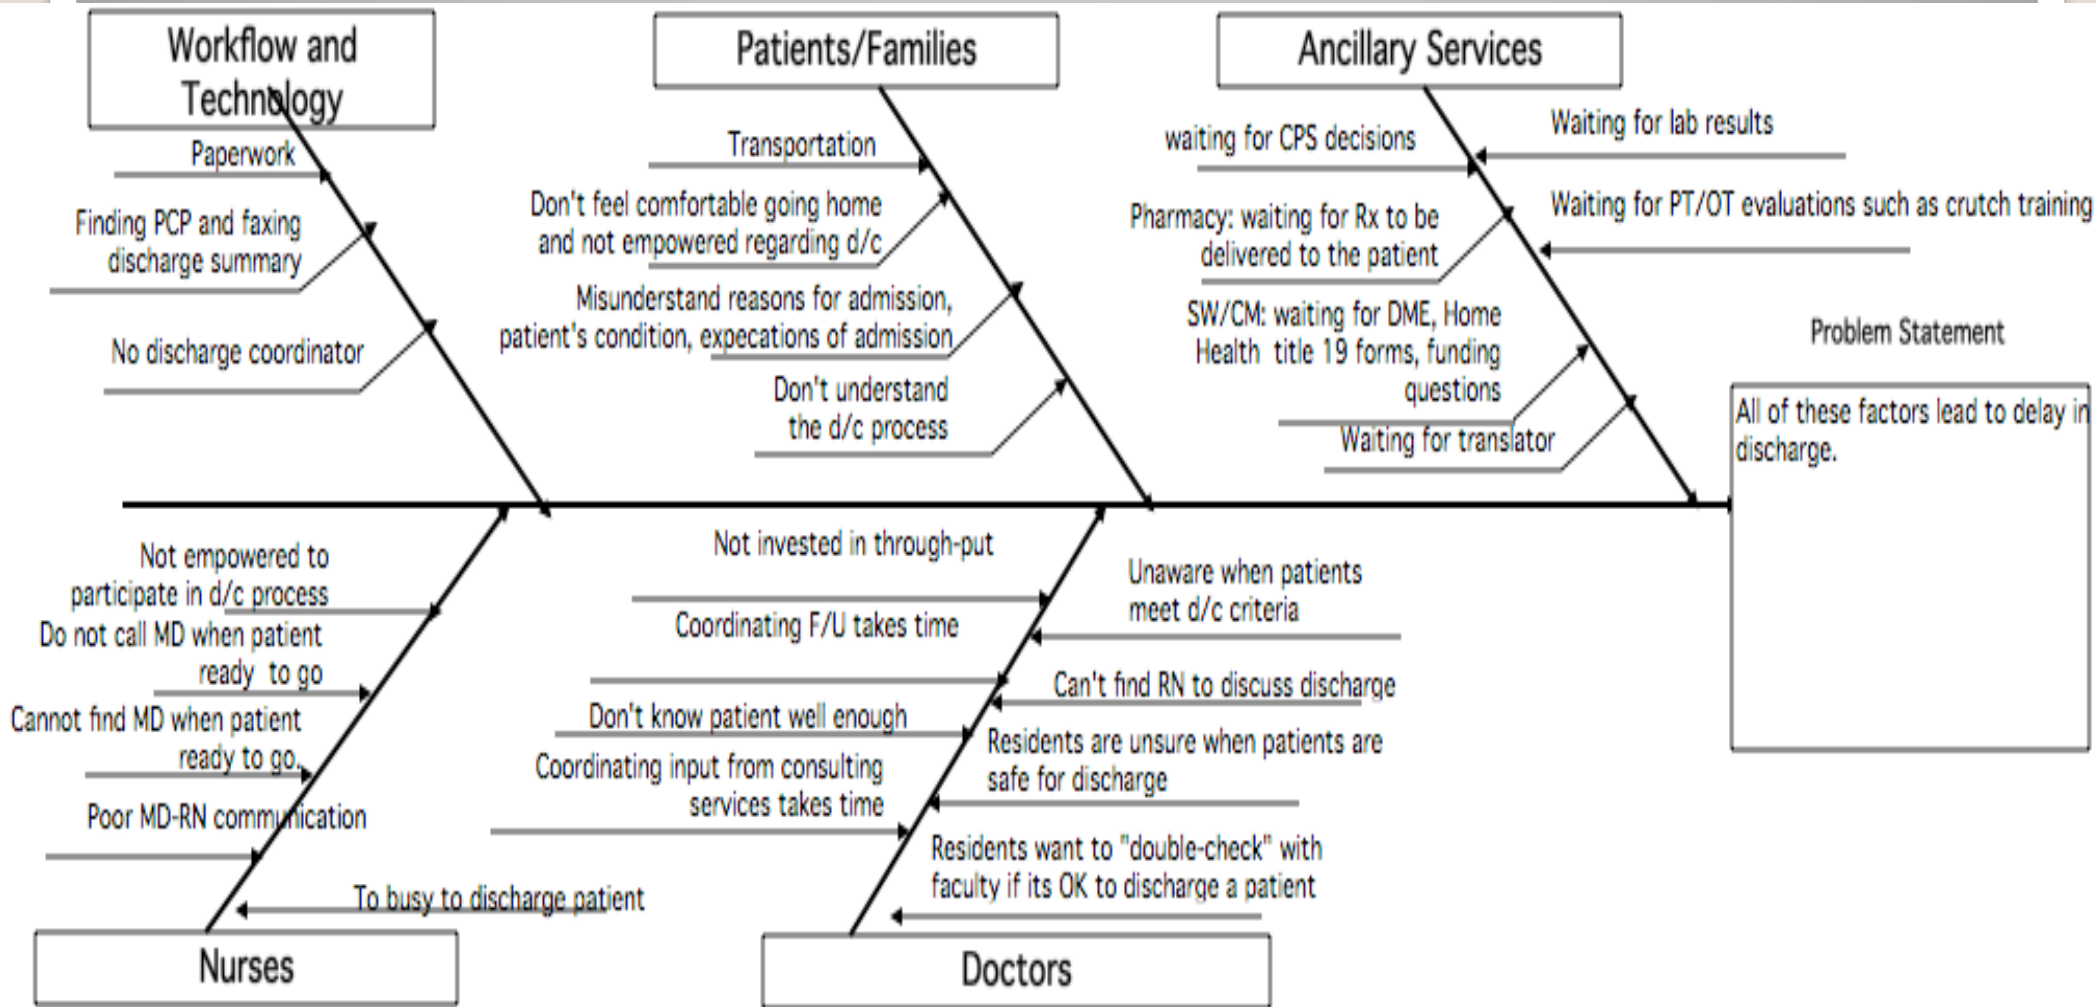 Workflow and
Technology
Paperwork
Finding PCP and faxing
discharge summary
No discharge coordinator
Patients/Families
Transportation
Don't feel comfortable going home
and not empowered regarding d/c
Misunderstand reasons for admission,
patient's condition, expecations of admission
Don't understand
the d/c process
Ancillary Services
waiting for CPS decisions
Waiting for lab results
Pharmacy: waiting for Rx to be
delivered to the patient
Waiting for PT/OT evaluations such as crutch training
SW/CM: waiting for DME, Home
Health title 19 forms, funding
questions
Waiting for translator
Problem Statement
All of these factors lead to delay in
discharge.
Not empowered to
participate in d/c process
Do not call MD when patient
ready to go
Cannot find MD when patient
ready to go.
Poor MD-RN communication
To busy to discharge patient
Nurses
Not invested in through-put
Coordinating F/U takes time
Don't know patient well enough
Coordinating input from consulting
services takes time
Unaware when patients
meet d/c criteria
Can't find RN to discuss discharge
Residents are unsure when patients are
safe for discharge
Residents want to "double-check" with
faculty if its OK to discharge a patient
Doctors